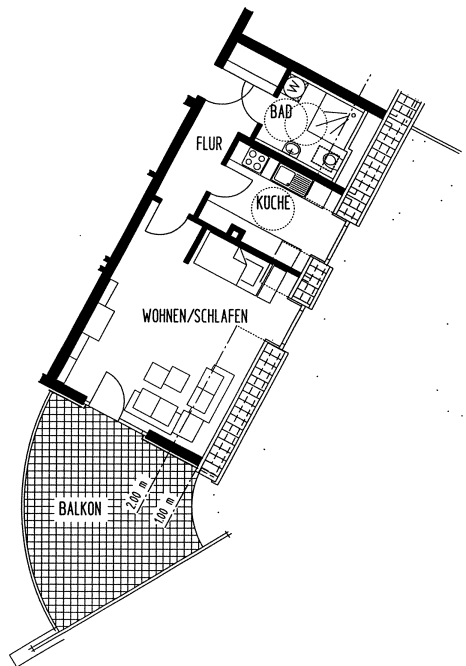 W
BAD
FLUR
KÜCHE
WOHNEN/SCHLAFEN
BALKON
2.00 m
1.00 m